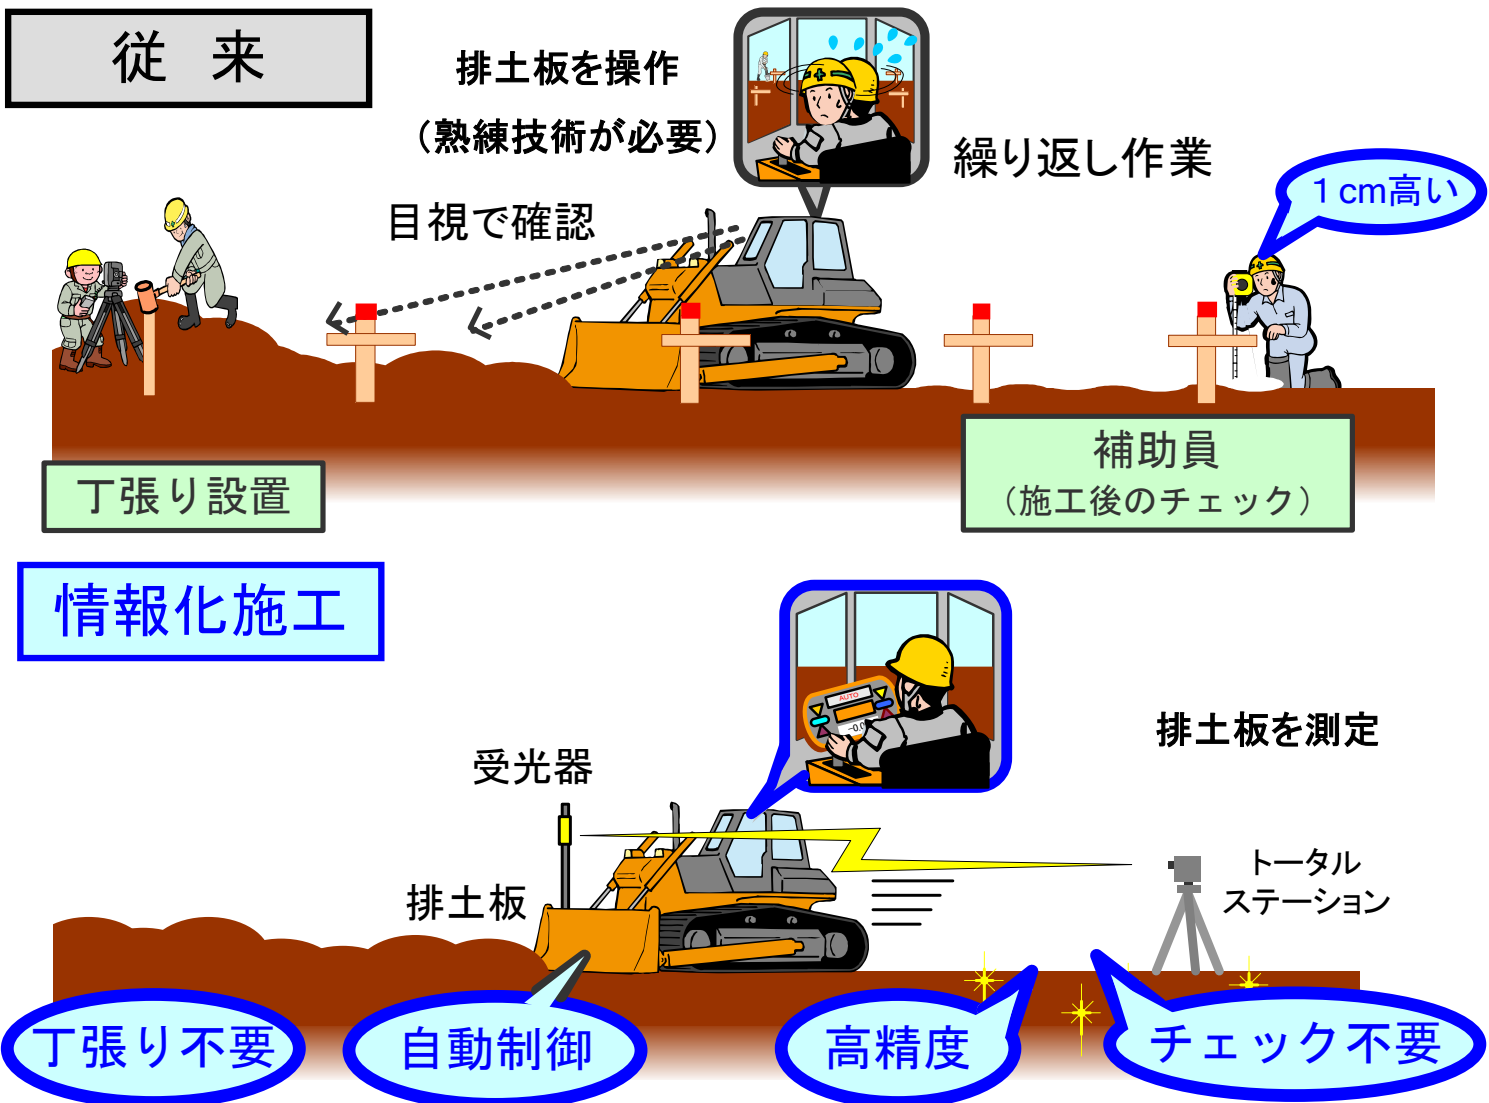 従 来
排土板を操作
（熟練技術が必要）
繰り返し作業
１cm高い
目視で確認
丁張り設置
補助員
（施工後のチェック）
情報化施工
AUTO
排土板を測定
受光器
排土板
トータル
ステーション
丁張り不要
自動制御
高精度
チェック不要